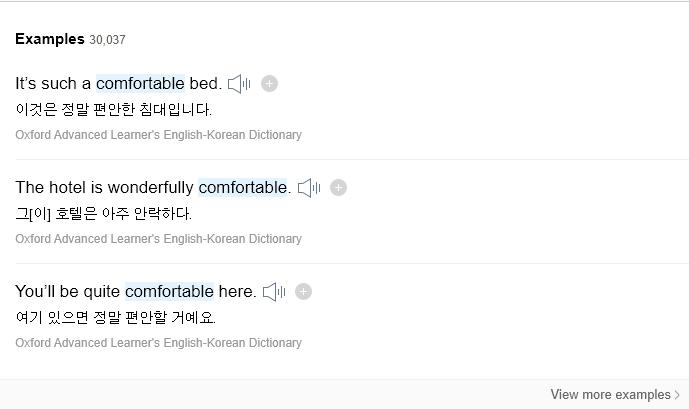 Examples 30,037
It's such a comfortable bed.
이것은 정말 편안한 침대입니다.
Oxford Advanced Learner's English-Korean Dictionary
The hotel is wonderfully comfortable.
그[이] 호텔은 아주 안락하다.
Oxford Advanced Learner's English-Korean Dictionary
You'll be quite comfortable here.
여기 있으면 정말 편안할 거예요.
Oxford Advanced Learner's English-Korean Dictionary
View more examples